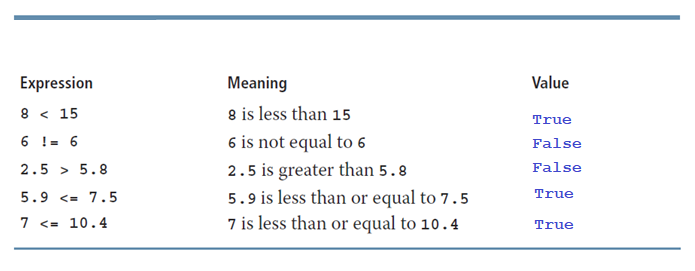 Expression Meaning Value
8 < 15 8 is less than 15 True
6 != 6 6 is not equal to 6 False
2.5 > 5.8 2.5 is greater than 5.8 False
5.9 <= 7.5 5.9 is less than or equal to 7.5 True
7 <= 10.4 7 is less than or equal to 10.4 True